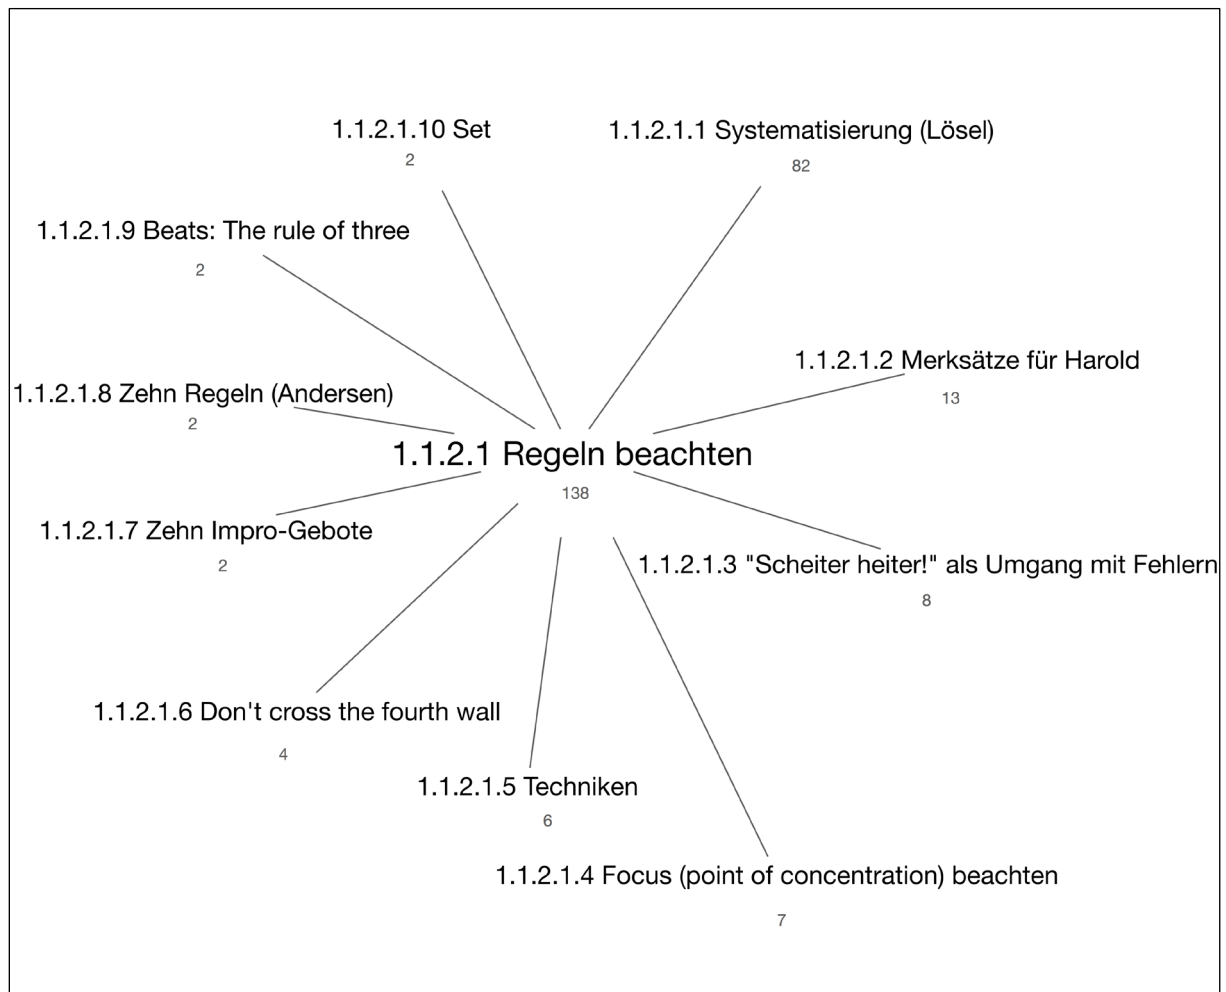 1.1.2.1.10 Set
2
1.1.2.1.1 Systematisierung (Lösel)
82
1.1.2.1.9 Beats: The rule of three
2
1.1.2.1.2 Merksätze für Harold
13
1.1.2.1.8 Zehn Regeln (Andersen)
2
1.1.2.1 Regeln beachten
138
1.1.2.1.7 Zehn Impro-Gebote
2
1.1.2.1.3 "Scheiter heiter!" als Umgang mit Fehlern
8
1.1.2.1.6 Don't cross the fourth wall
4
1.1.2.1.5 Techniken
6
1.1.2.1.4 Focus (point of concentration) beachten
7